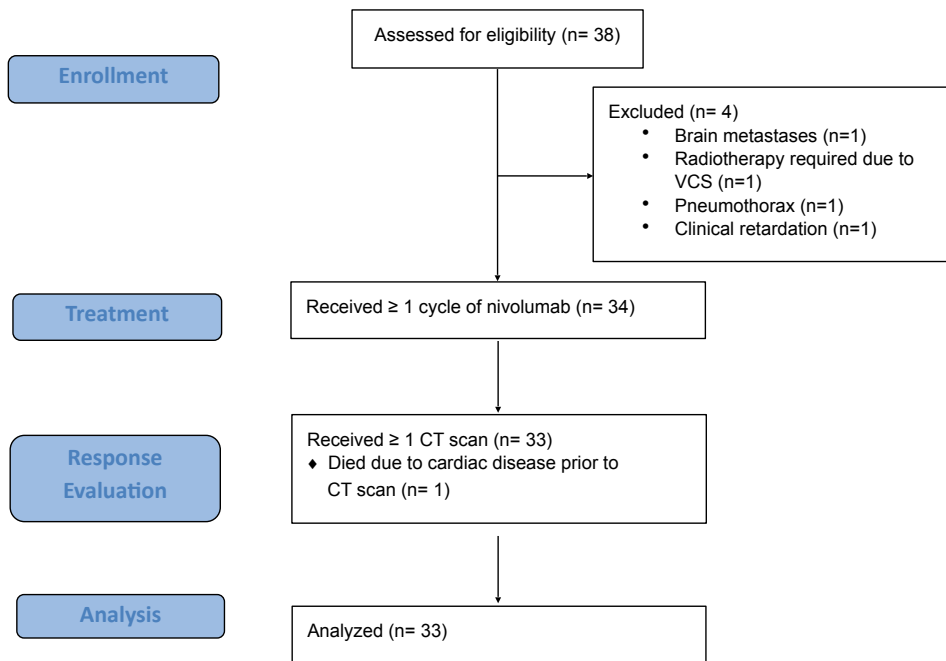 Assessed for eligibility (n= 38)
Enrollment
Excluded (n= 4)
• Brain metastases (n=1)
• Radiotherapy required due to
VCS (n=1)
• Pneumothorax (n=1)
• Clinical retardation (n=1)
Treatment
Received ≥ 1 cycle of nivolumab (n= 34)
Response
Evaluation
Received ≥ 1 CT scan (n= 33)
♦ Died due to cardiac disease prior to
CT scan (n= 1)
Analysis
Analyzed (n= 33)